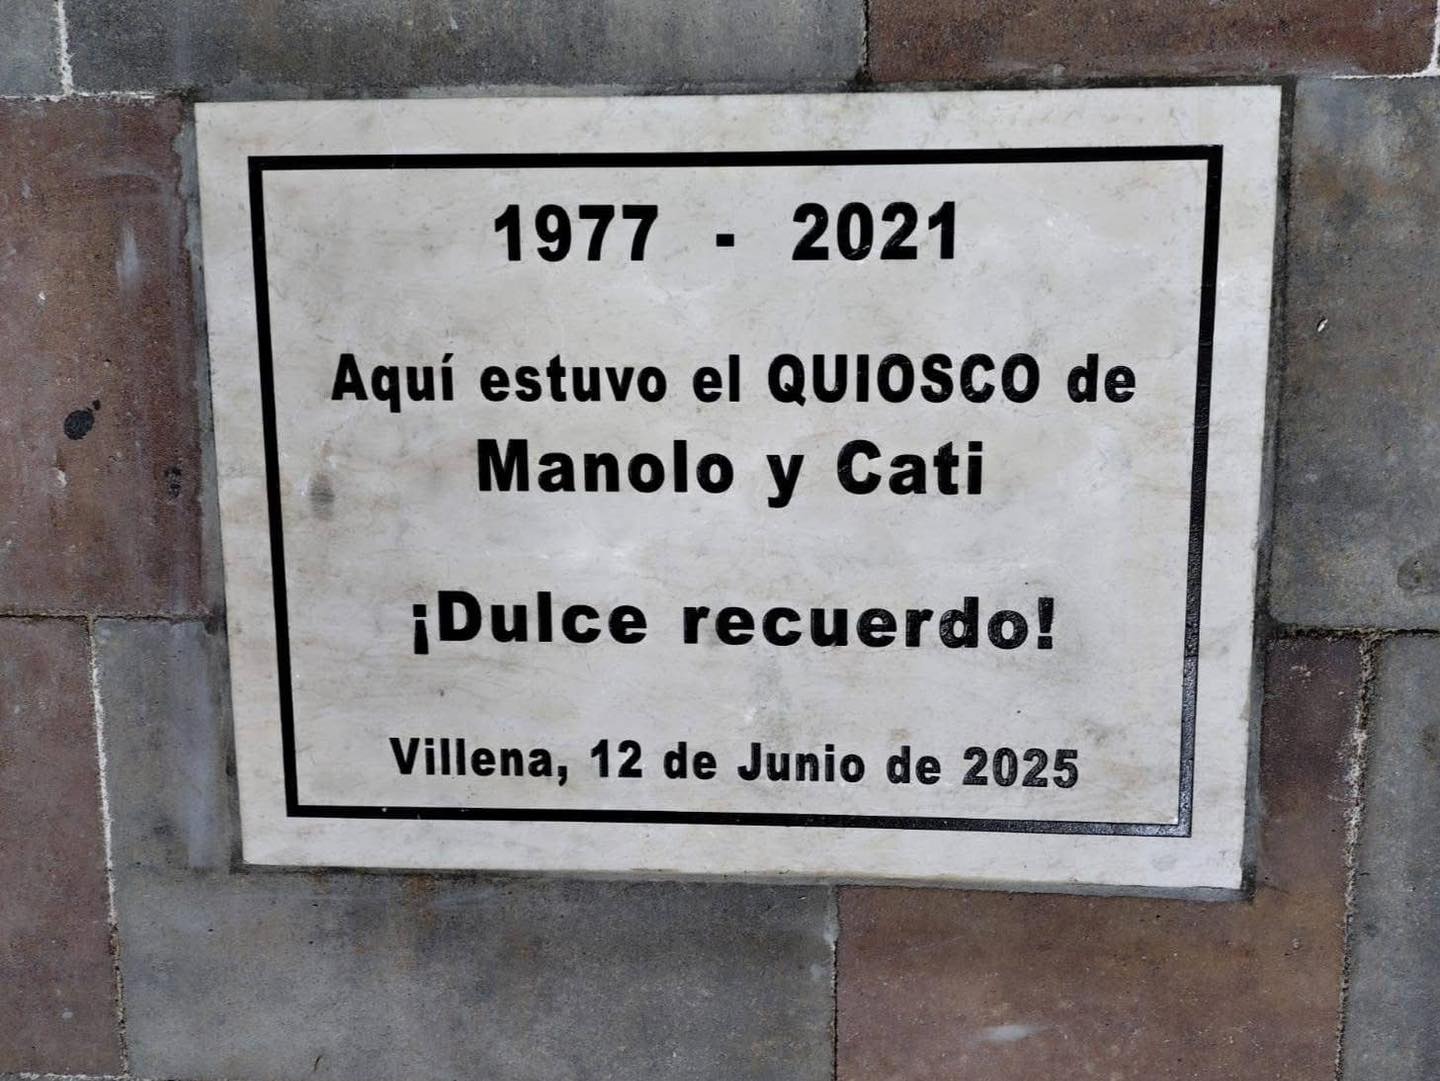 1977 - 2021
Aquí estuvo el QUIOSCO de
Manolo y Cati
¡Dulce recuerdo!
Villena, 12 de Junio de 2025